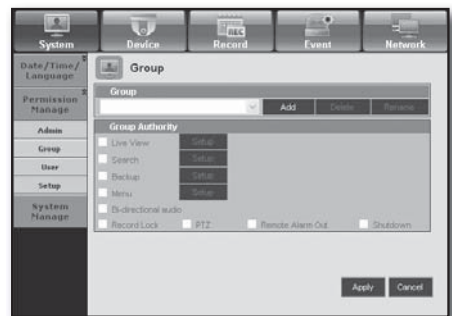 System Device Record Event Network
REC
Date/Time/
Language
Group
Permission
Manage
Group
Add Delete Rename
Admin
Group Authority
Live View Setup
Group
Search Setup
User
Backup Setup
Setup
Menu Setup
System
Manage
Bi-directional audio
Record Lock PTZ Remote Alarm Out Shutdown
Apply Cancel